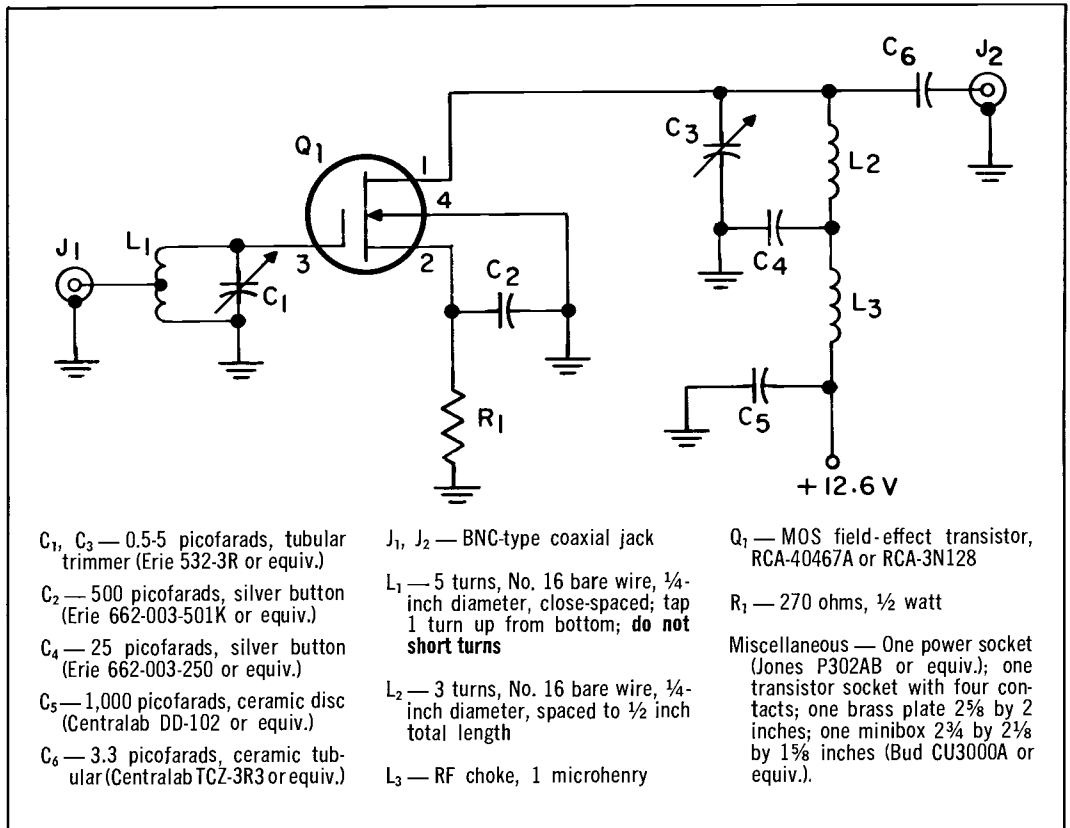 C6
J2
C3
L2
Q1
1
4
J1
L1
C1
3
2
C2
C4
L3
R1
C5
+12.6 V
C1, C3 — 0.5-5 picofarads, tubular
trimmer (Erie 532-3R or equiv.)
C2 — 500 picofarads, silver button
(Erie 662-003-501K or equiv.)
C4 — 25 picofarads, silver button
(Erie 662-003-250 or equiv.)
C5 — 1,000 picofarads, ceramic disc
(Centralab DD-102 or equiv.)
C6 — 3.3 picofarads, ceramic tub-
ular (Centralab TCZ-3R3 or equiv.)
J1, J2 — BNC-type coaxial jack
L1 — 5 turns, No. 16 bare wire, ¼-
inch diameter, close-spaced; tap
1 turn up from bottom; do not
short turns
L2 — 3 turns, No. 16 bare wire, ¼-
inch diameter, spaced to ½ inch
total length
L3 — RF choke, 1 microhenry
Q1 — MOS field-effect transistor,
RCA-40467A or RCA-3N128
R1 — 270 ohms, ½ watt
Miscellaneous — One power socket
(Jones P302AB or equiv.); one
transistor socket with four con-
tacts; one brass plate 2⅝ by 2
inches; one minibox 2¾ by 2⅛
by 1⅝ inches (Bud CU3000A or
equiv.).